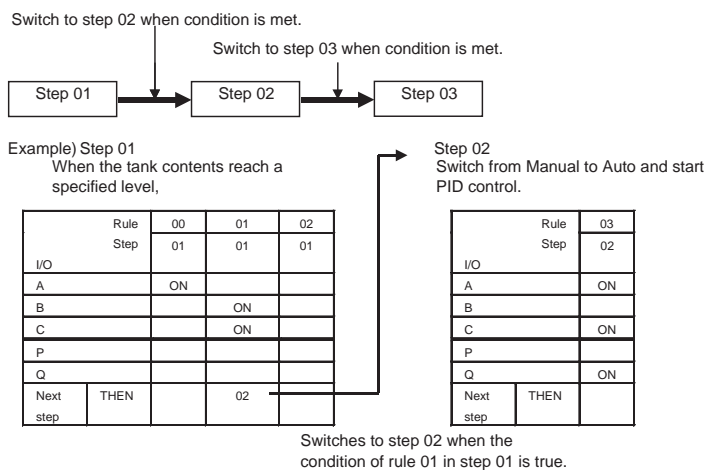 Switch to step 02 when condition is met.
Switch to step 03 when condition is met.
Step 01
Step 02
Step 03
Example) Step 01
When the tank contents reach a
specified level,
Step 02
Switch from Manual to Auto and start
PID control.
Rule 00 01 02
Step 01 01 01
I/O
A ON
B ON
C ON
P
Q
Next THEN 02
step
Rule 03
Step 02
I/O
A ON
B
C ON
P
Q ON
Next THEN
step
Switches to step 02 when the
condition of rule 01 in step 01 is true.